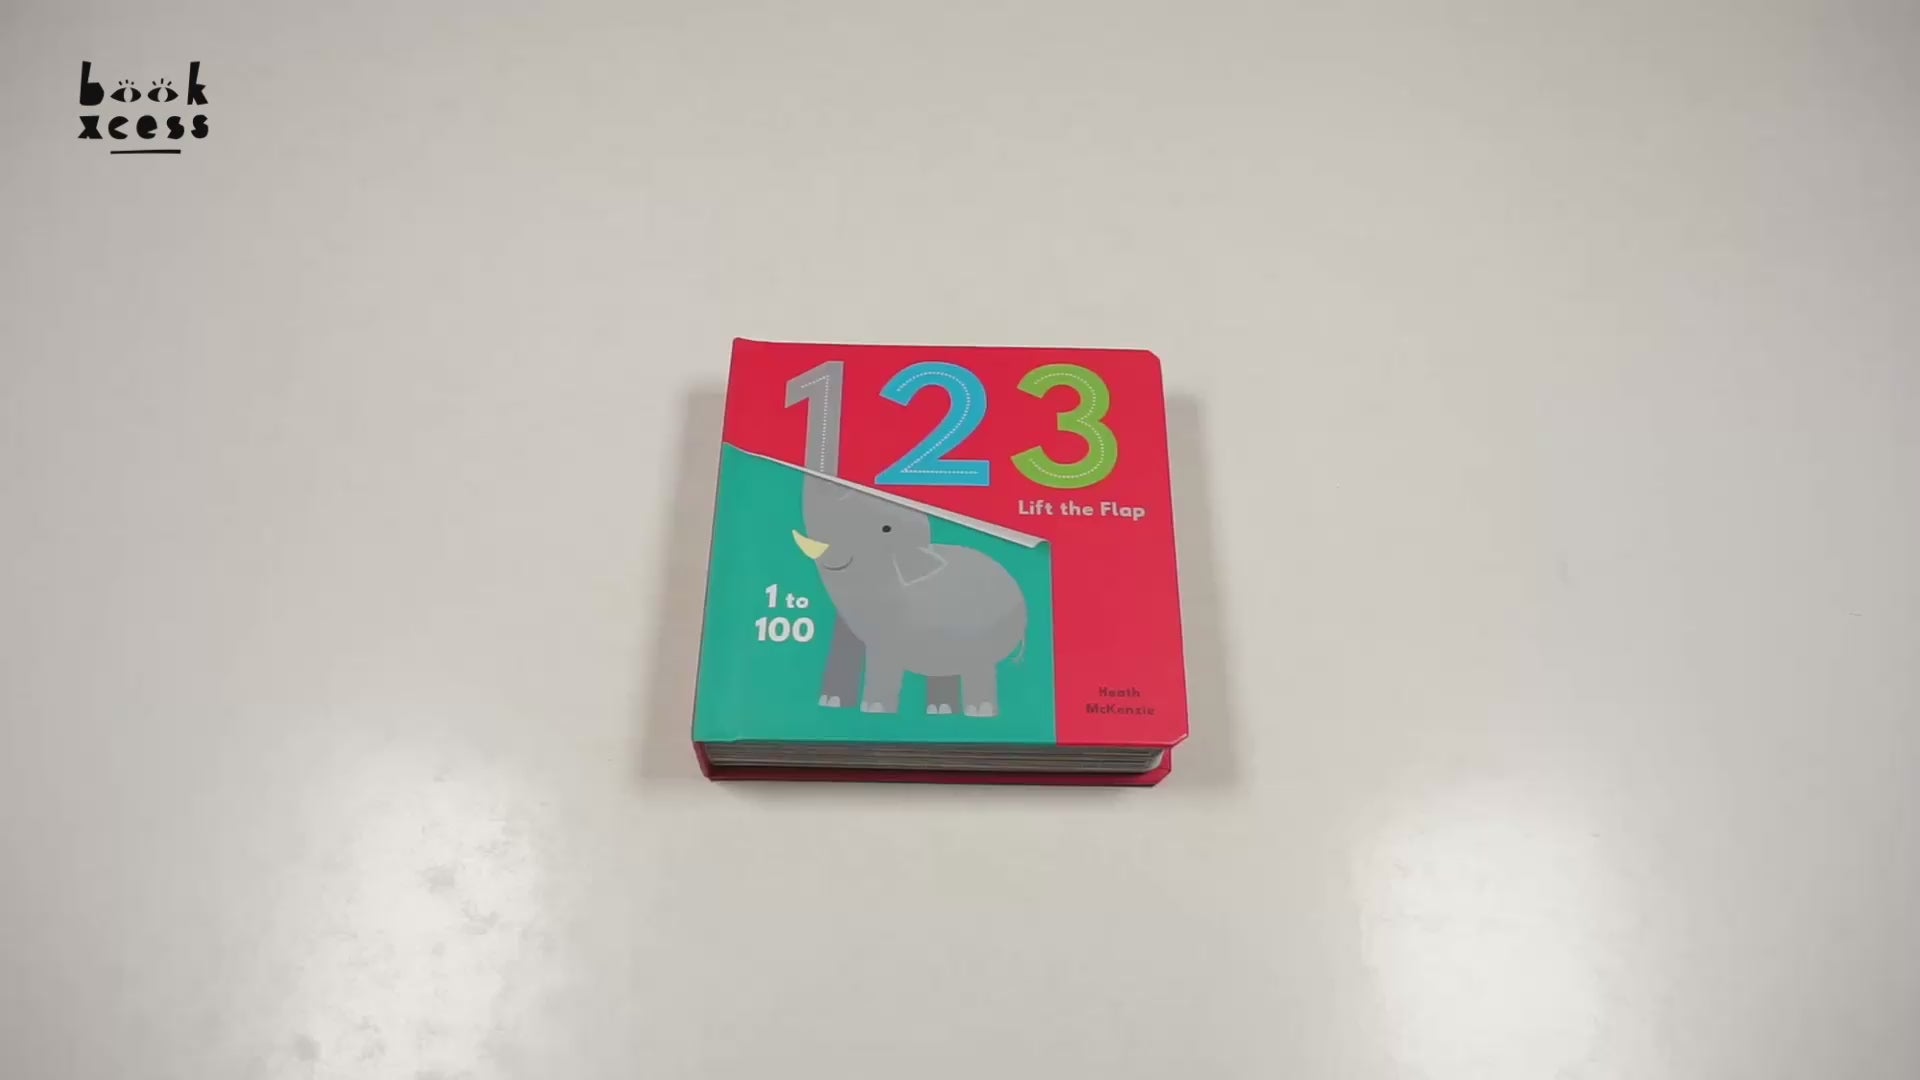 book
xcess
123
Lift the Flap
1 to
100
Heath
McKenzie